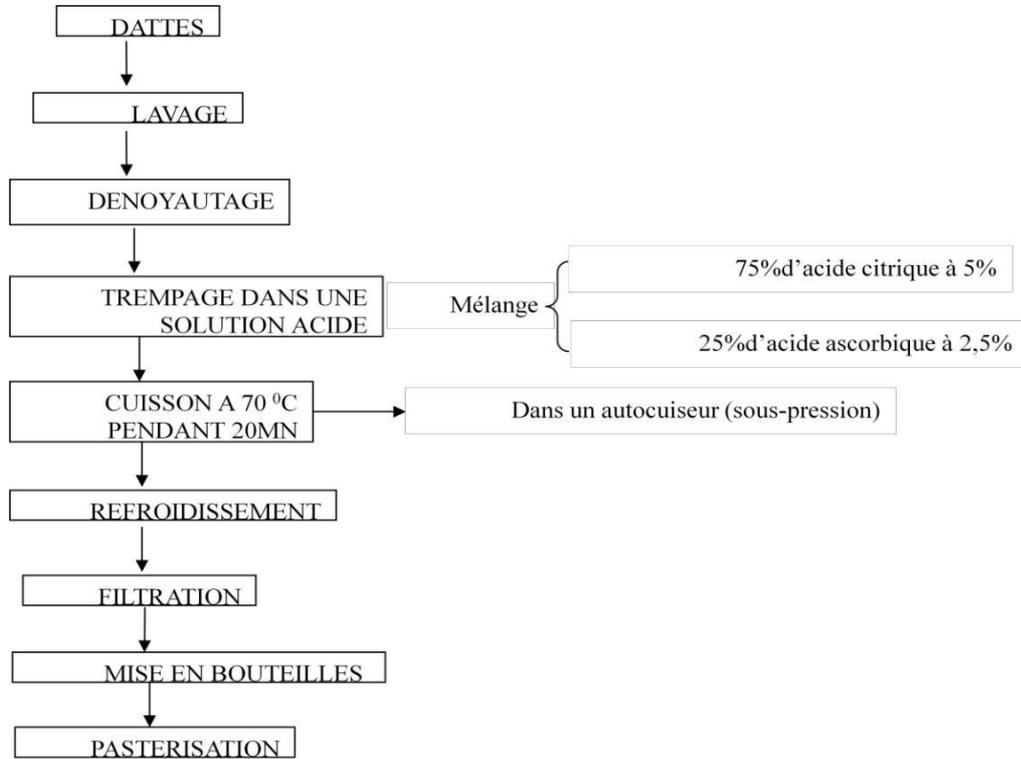 DATTES
LAVAGE
DENOYAUTAGE
TREMPAGE DANS UNE
SOLUTION ACIDE
Mélange
75%d’acide citrique à 5%
25%d’acide ascorbique à 2,5%
CUISSON A 70 ⁰C
PENDANT 20MN
Dans un autocuiseur (sous-pression)
REFROIDISSEMENT
FILTRATION
MISE EN BOUTEILLES
PASTERISATION